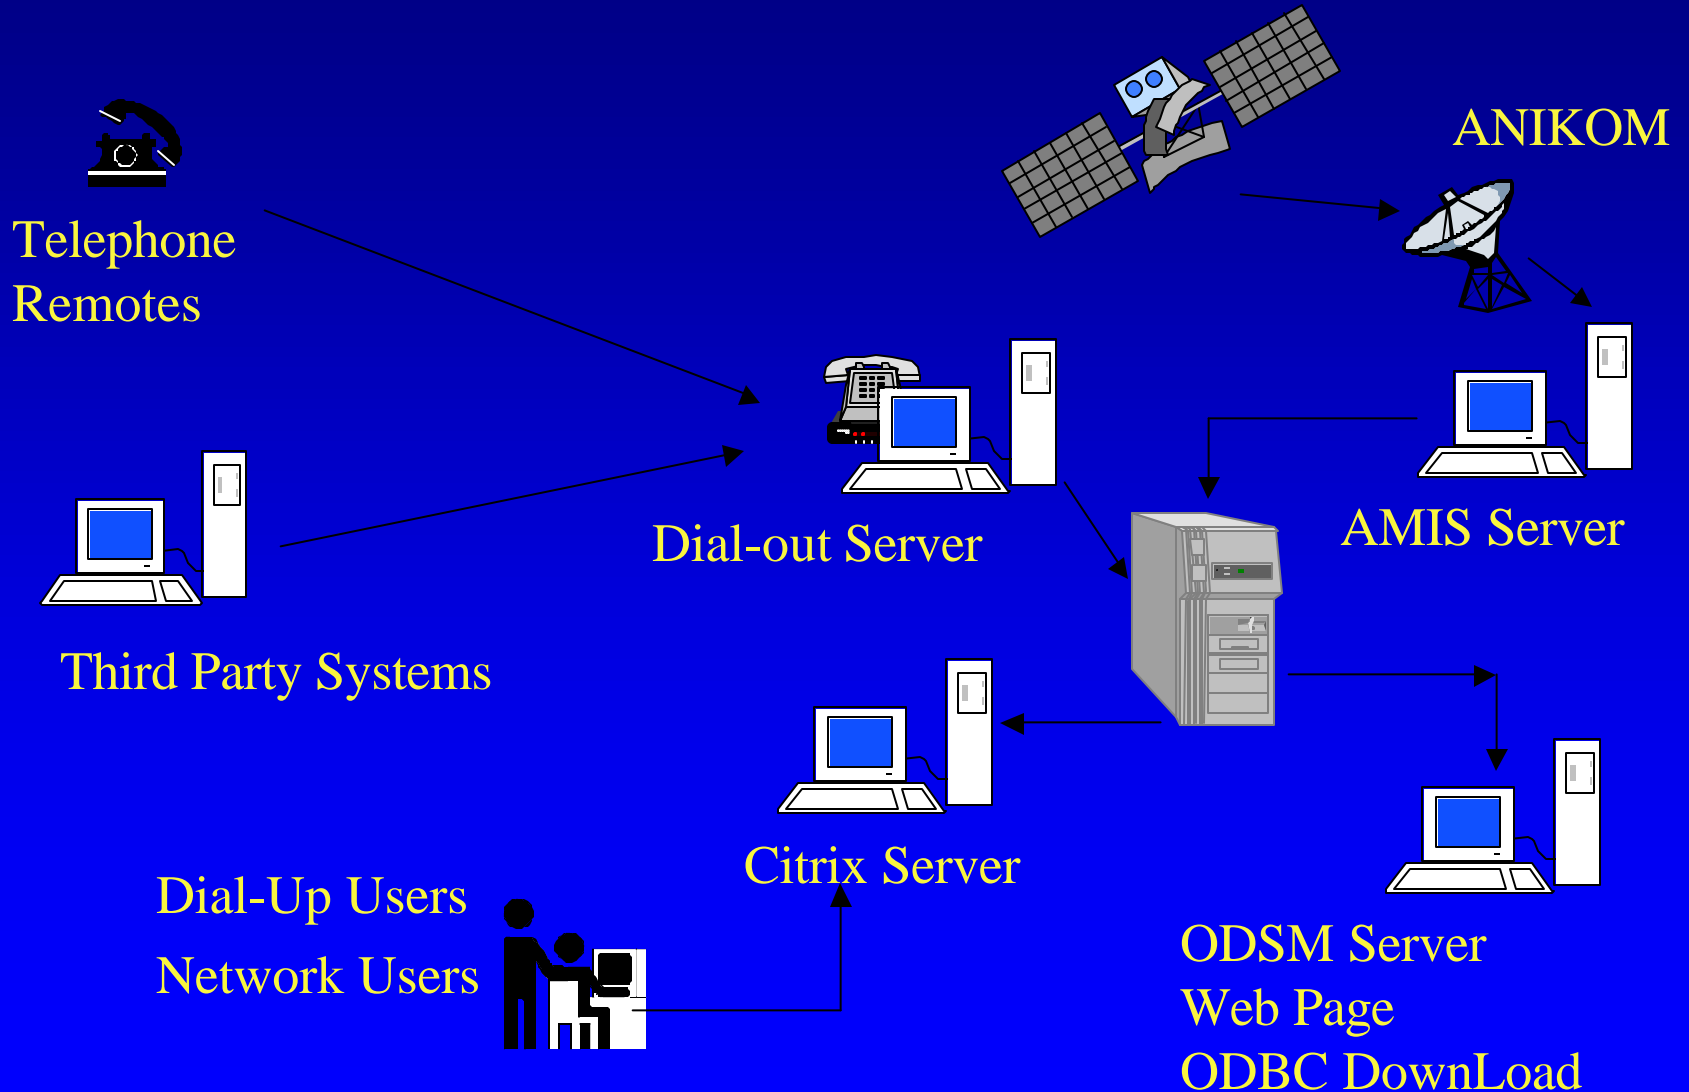 ANIKOM
Telephone
Remotes
Dial-out Server
AMIS Server
Third Party Systems
Citrix Server
Dial-Up Users
Network Users
ODSM Server
Web Page
ODBC DownLoad